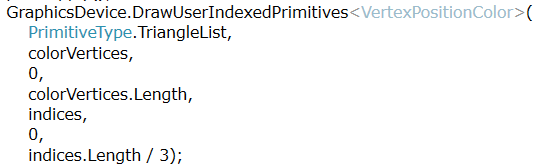 GraphicsDevice.DrawUserIndexedPrimitives<VertexPositionColor>(
PrimitiveType.TriangleList,
colorVertices,
0,
colorVertices.Length,
indices,
0,
indices.Length / 3);